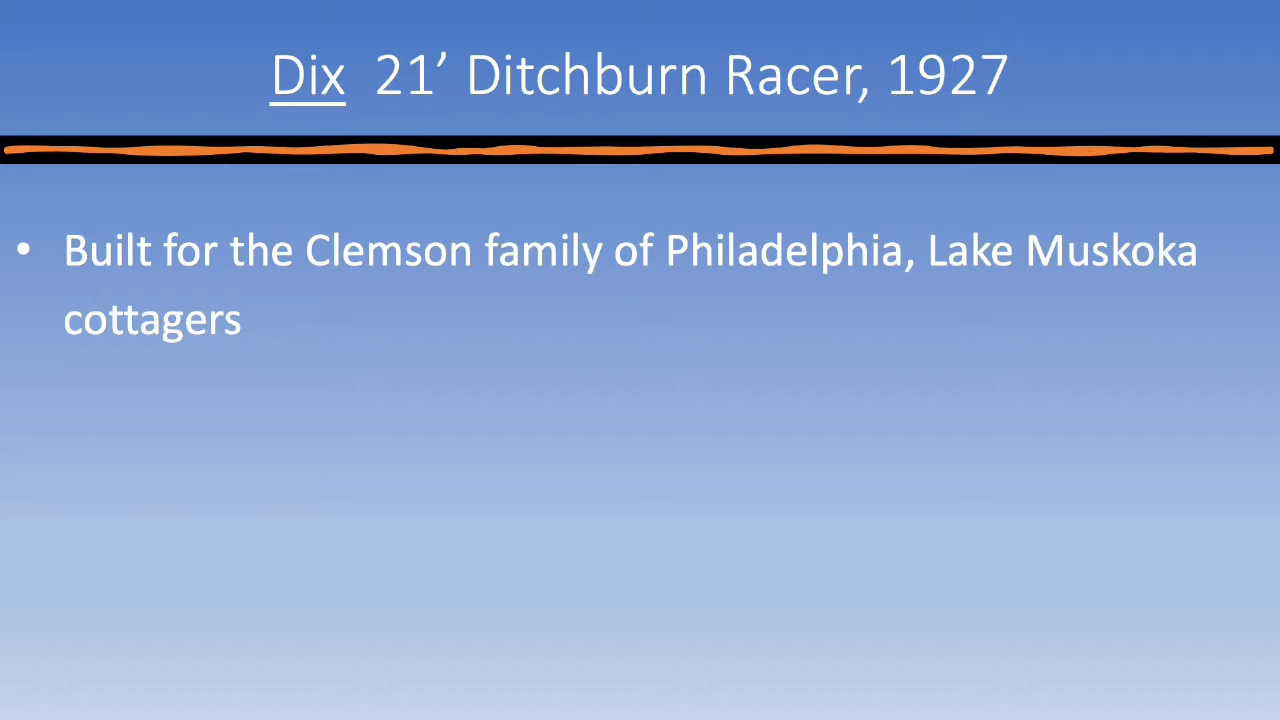 Dix 21’ Ditchburn Racer, 1927
• Built for the Clemson family of Philadelphia, Lake Muskoka
cottagers